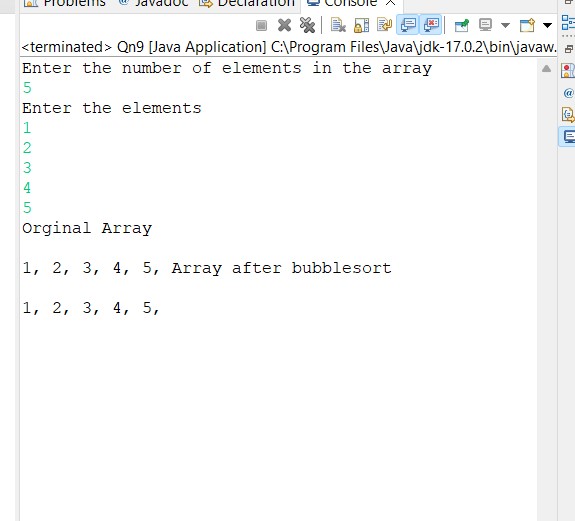 Problems @ Javadoc Declaration Console ×
<terminated> Qn9 [Java Application] C:\Program Files\Java\jdk-17.0.2\bin\javaw.
Enter the number of elements in the array
5
Enter the elements
1
2
3
4
5
Orginal Array
1, 2, 3, 4, 5, Array after bubblesort
1, 2, 3, 4, 5,